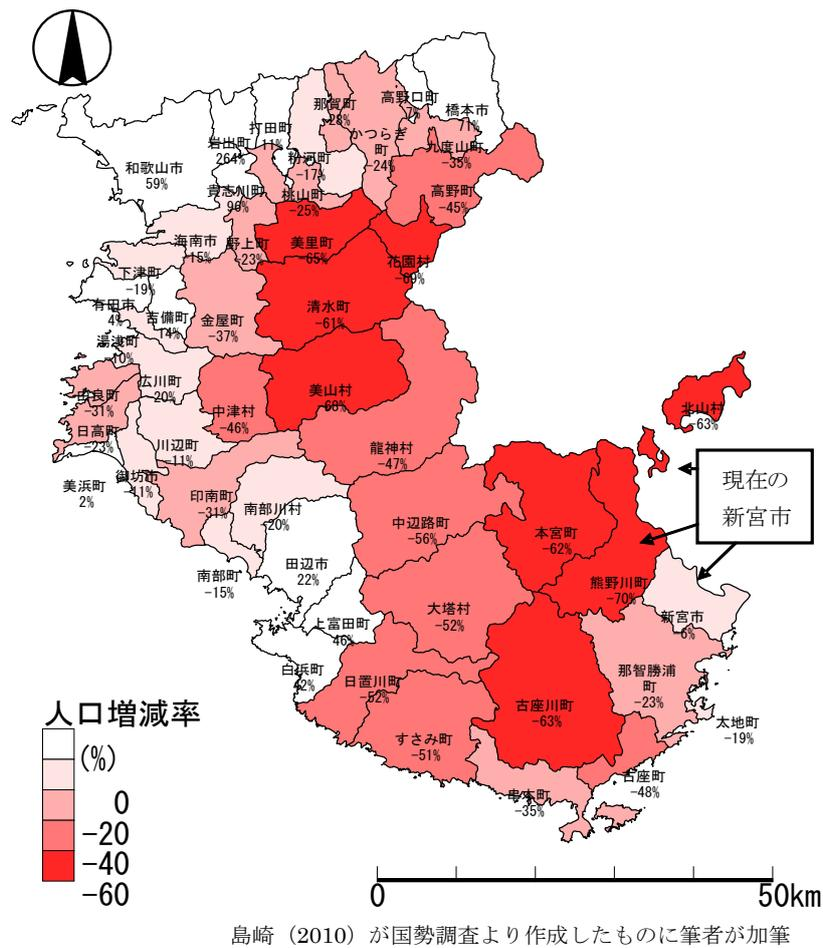 那賀町
-28%
高野口町
7%
橋本市
71%
打田町
11%
岩出町
264%
かつらぎ
町
-24%
九度山町
-35%
粉河町
-17%
和歌山市
59%
貴志川町
96%
桃山町
-25%
高野町
-45%
海南市
-15%
野上町
-23%
美里町
-65%
花園村
-69%
下津町
-19%
有田市
4%
吉備町
14%
金屋町
-37%
清水町
-61%
湯浅町
-10%
広川町
-20%
由良町
-31%
中津村
-46%
美山村
-60%
北山村
-63%
日高町
-23%
川辺町
-11%
龍神村
-47%
美浜町
2%
御坊市
-11%
印南町
-31%
南部川村
-20%
中辺路町
-56%
本宮町
-62%
現在の
新宮市
南部町
-15%
田辺市
22%
熊野川町
-70%
大塔村
-52%
新宮市
-6%
上富田町
46%
白浜町
42%
日置川町
-52%
那智勝浦
町
-23%
古座川町
-63%
太地町
-19%
すさみ町
-51%
古座町
-48%
串本町
-35%
人口増減率
(%)
0
-20
-40
-60
0
50km
島崎（2010）が国勢調査より作成したものに筆者が加筆